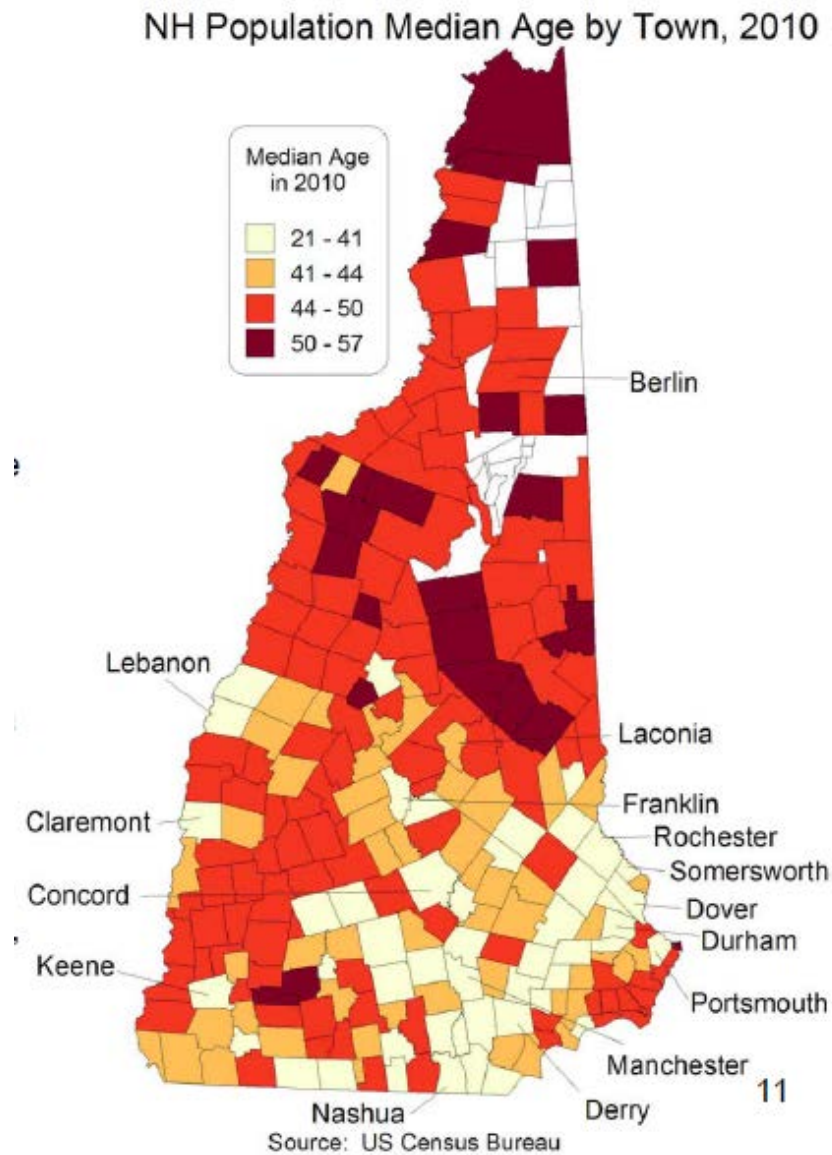 NH Population Median Age by Town, 2010
Median Age
in 2010
21 - 41
41 - 44
44 - 50
50 - 57
Berlin
e
Lebanon
Laconia
Franklin
Claremont
Rochester
Somersworth
Concord
Dover
Durham
,
Keene
Portsmouth
Manchester
11
Derry
Nashua
Source: US Census Bureau